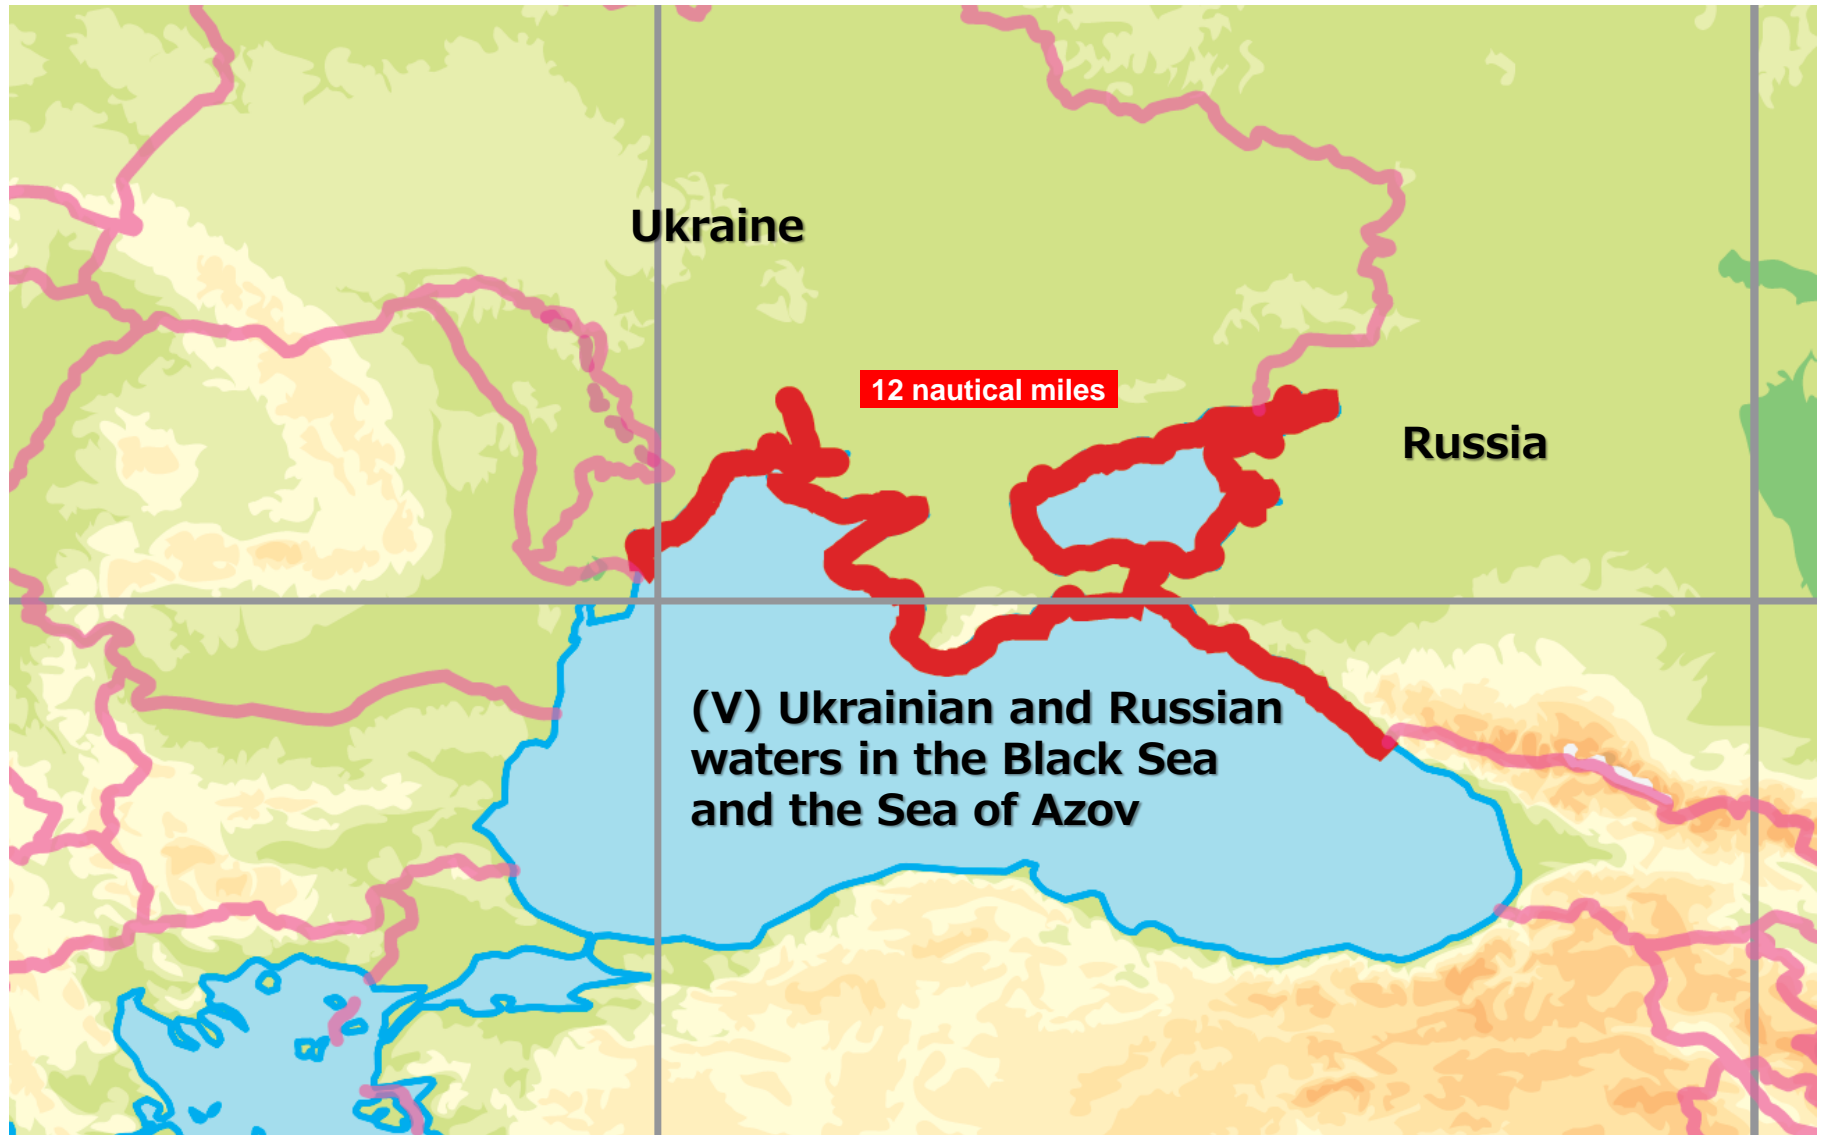 Ukraine
12 nautical miles
Russia
(V) Ukrainian and Russian
waters in the Black Sea
and the Sea of Azov